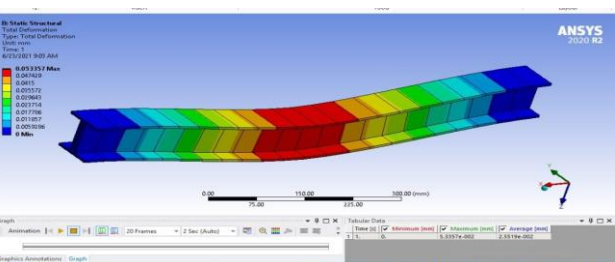 B: Static Structural
Total Deformation
Type: Total Deformation
Unit: mm
Time: 1
6/23/2021 9:03 AM
0.053357 Max
0.047429
0.0415
0.035572
0.029643
0.023714
0.017786
0.011857
0.0059286
0 Min
ANSYS
2020 R2
0.00
150.00
300.00 (mm)
75.00
225.00
X
Y
Z
Graph
Animation
20 Frames
2 Sec (Auto)
Graphics Annotations
Graph
Tabular Data
Time [s]
Minimum [mm]
Maximum [mm]
Average [mm]
1
1.
0.
5.3357e-002
2.5519e-002